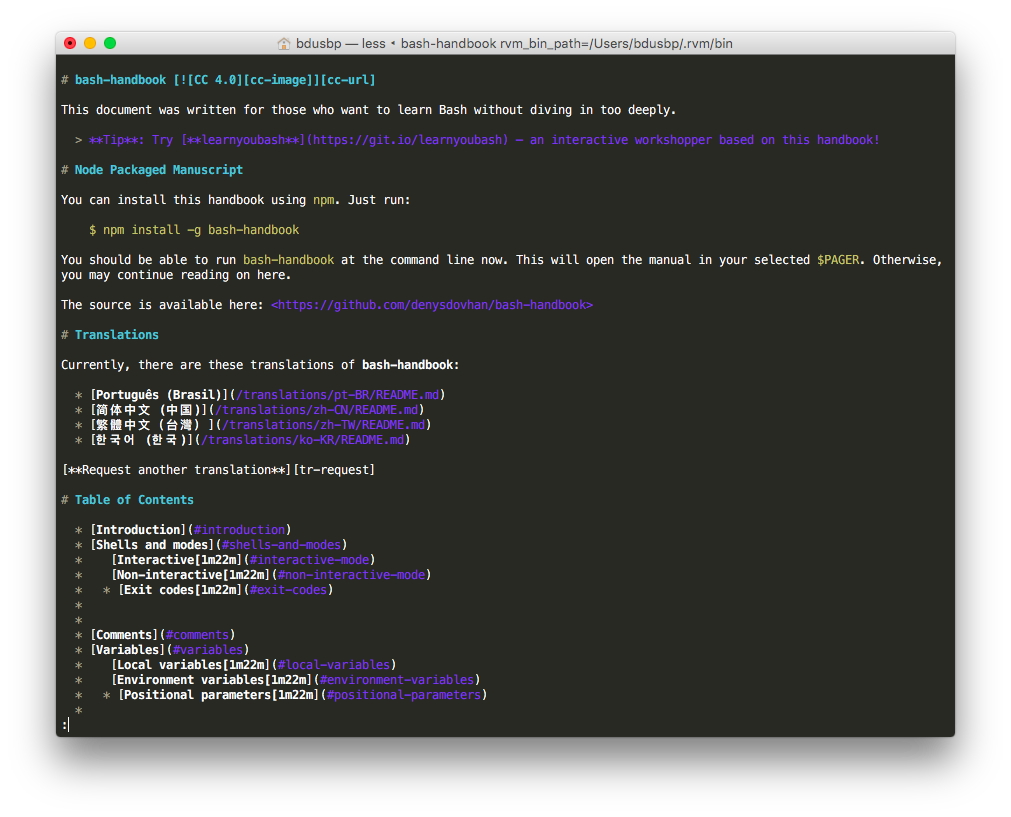 bdusbp — less ◂ bash-handbook rvm_bin_path=/Users/bdusbp/.rvm/bin
# bash-handbook [![CC 4.0][cc-image]][cc-url]
This document was written for those who want to learn Bash without diving in too deeply.
> **Tip**: Try [**learnyoubash**](https://git.io/learnyoubash) — an interactive workshopper based on this handbook!
# Node Packaged Manuscript
You can install this handbook using npm. Just run:
$ npm install -g bash-handbook
You should be able to run bash-handbook at the command line now. This will open the manual in your selected $PAGER. Otherwise,
you may continue reading on here.
The source is available here: <https://github.com/denysdovhan/bash-handbook>
# Translations
Currently, there are these translations of bash-handbook:
* [Português (Brasil)](/translations/pt-BR/README.md)
* [简体中文 (中国)](/translations/zh-CN/README.md)
* [繁體中文 (台灣) ](/translations/zh-TW/README.md)
* [한국어 (한국)](/translations/ko-KR/README.md)
[**Request another translation**][tr-request]
# Table of Contents
* [Introduction](#introduction)
* [Shells and modes](#shells-and-modes)
* [Interactive[1m22m](#interactive-mode)
* [Non-interactive[1m22m](#non-interactive-mode)
* * [Exit codes[1m22m](#exit-codes)
*
*
* [Comments](#comments)
* [Variables](#variables)
* [Local variables[1m22m](#local-variables)
* [Environment variables[1m22m](#environment-variables)
* * [Positional parameters[1m22m](#positional-parameters)
*
: